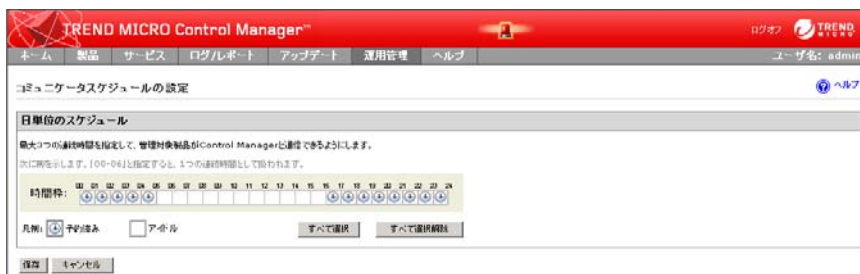 TREND MICRO Control Manager™
ログオフ TREND MICRO
ホーム 製品 サービス ログ/レポート アップデート 運用管理 ヘルプ ユーザ名: admin
コミュニケータスケジュールの設定 ヘルプ
日単位のスケジュール
最大3つの連続時間を指定して、管理対象製品がControl Managerと通信できるようにします。
次に例を示します。「00-06」と指定すると、1つの連続時間として扱われます。
00 01 02 03 04 05 06 07 08 09 10 11 12 13 14 15 16 17 18 19 20 21 22 23 24
時間枠:
凡例: 予約済み アイドル すべて選択 すべて選択解除
保存 キャンセル